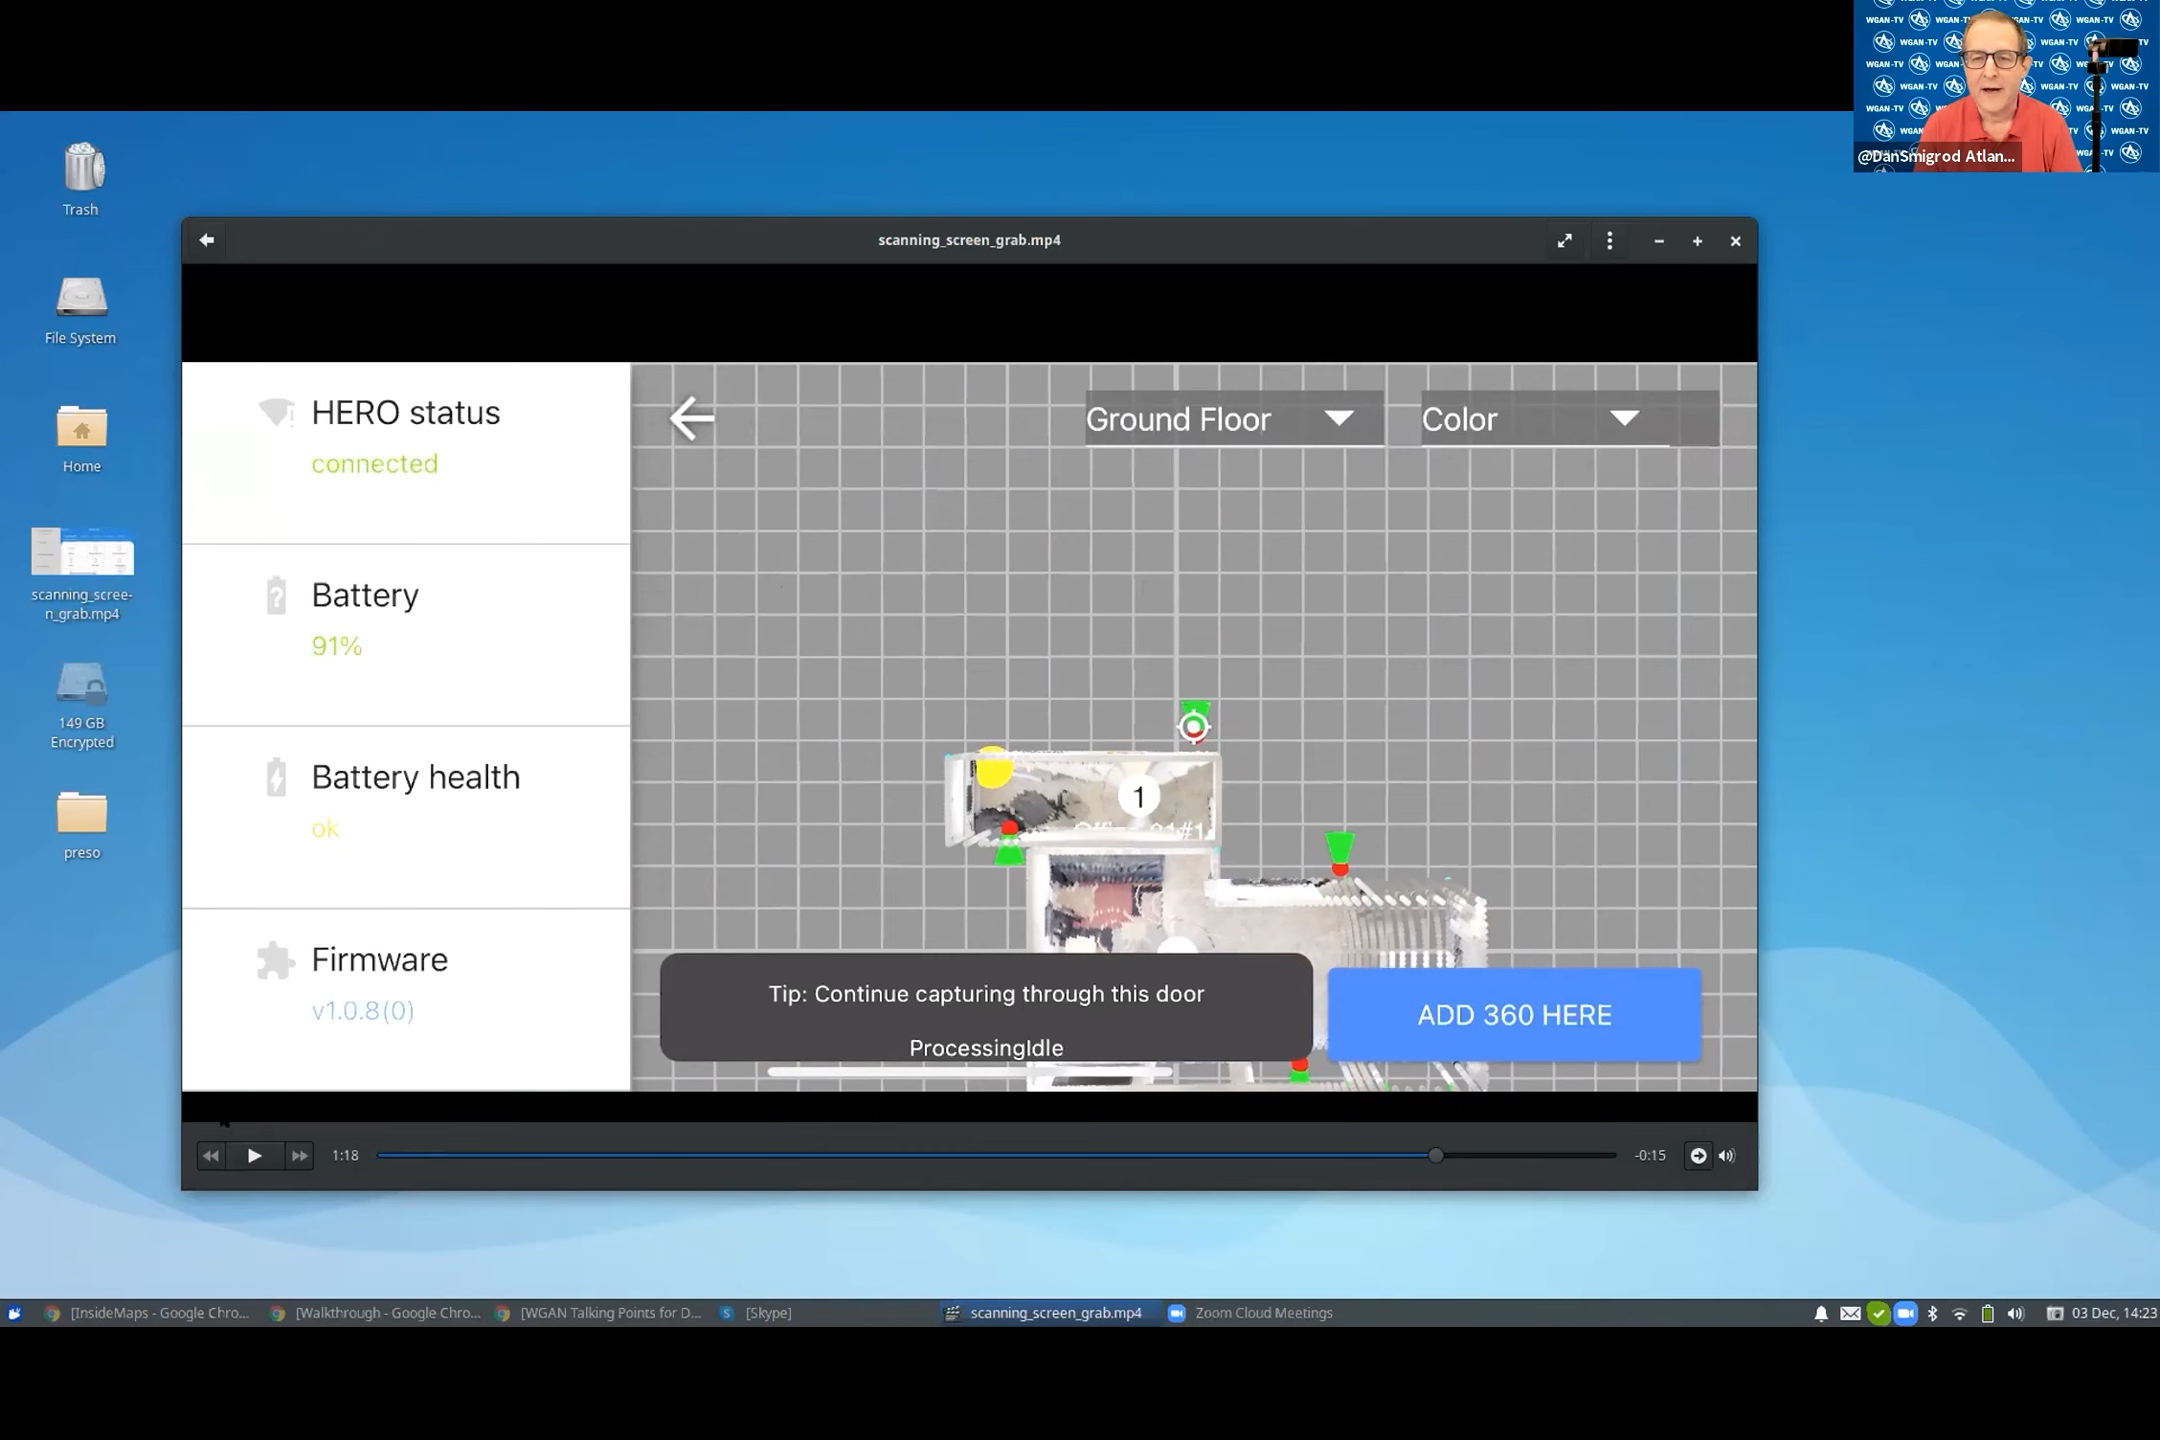 WGAN-TV
@DanSmigrod Atlan...
Trash
File System
Home
scanning_scree-
n_grab.mp4
149 GB
Encrypted
preso
scanning_screen_grab.mp4
HERO status
connected
Battery
91%
Battery health
ok
Firmware
v1.0.8(0)
Ground Floor
Color
1
Tip: Continue capturing through this door
ProcessingIdle
ADD 360 HERE
1:18
-0:15
[InsideMaps - Google Chro...
[Walkthrough - Google Chro...
[WGAN Talking Points for D...
[Skype]
scanning_screen_grab.mp4
Zoom Cloud Meetings
03 Dec, 14:23